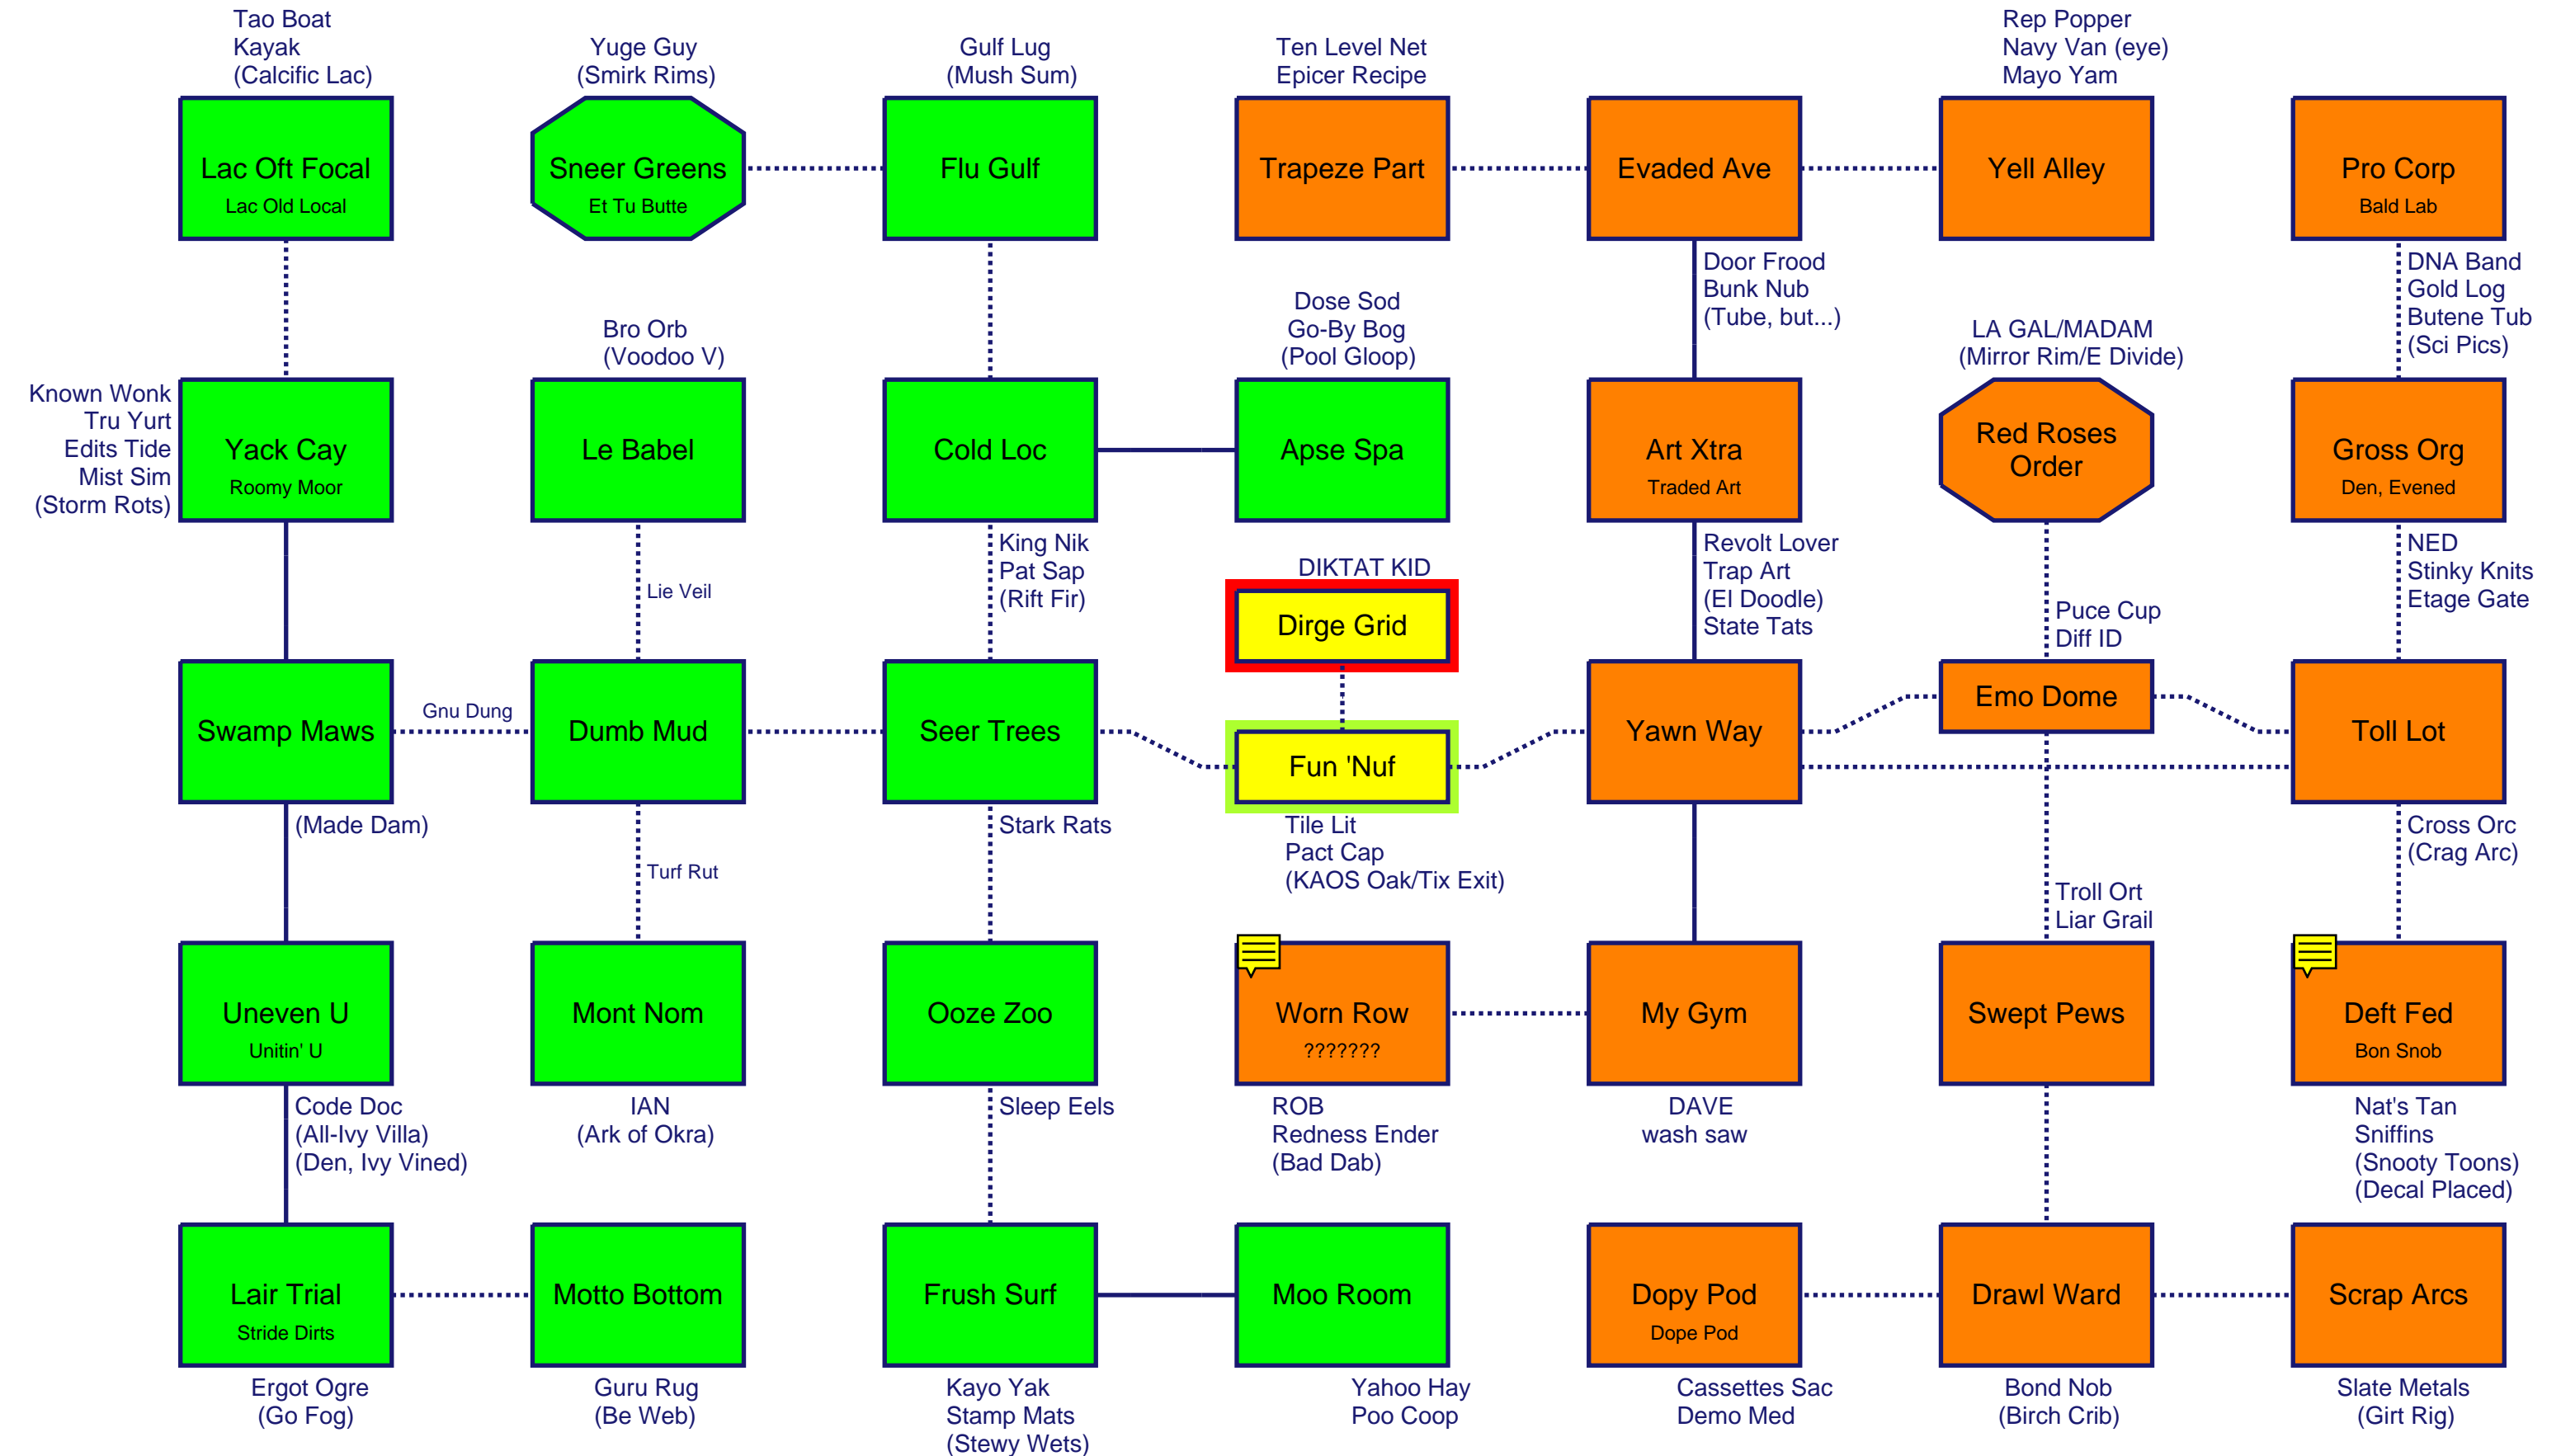 Tao Boat
Kayak
(Calcific Lac)
Yuge Guy
(Smirk Rims)
Gulf Lug
(Mush Sum)
Ten Level Net
Epicer Recipe
Rep Popper
Navy Van (eye)
Mayo Yam
Lac Oft Focal
Lac Old Local
Sneer Greens
Et Tu Butte
Flu Gulf
Trapeze Part
Evaded Ave
Yell Alley
Pro Corp
Bald Lab
Door Frood
Bunk Nub
(Tube, but...)
DNA Band
Gold Log
Butene Tub
(Sci Pics)
Bro Orb
(Voodoo V)
Dose Sod
Go-By Bog
(Pool Gloop)
LA GAL/MADAM
(Mirror Rim/E Divide)
Known Wonk
Tru Yurt
Edits Tide
Mist Sim
(Storm Rots)
Yack Cay
Roomy Moor
Le Babel
Cold Loc
Apse Spa
Art Xtra
Traded Art
Red Roses
Order
Gross Org
Den, Evened
Lie Veil
King Nik
Pat Sap
(Rift Fir)
DIKTAT KID
Dirge Grid
Revolt Lover
Trap Art
(El Doodle)
State Tats
Puce Cup
Diff ID
NED
Stinky Knits
Etage Gate
Swamp Maws
Gnu Dung
Dumb Mud
Seer Trees
Fun 'Nuf
Yawn Way
Emo Dome
Toll Lot
(Made Dam)
Turf Rut
Stark Rats
Tile Lit
Pact Cap
(KAOS Oak/Tix Exit)
Troll Ort
Liar Grail
Cross Orc
(Crag Arc)
Uneven U
Unitin' U
Mont Nom
Ooze Zoo
Worn Row
???????
My Gym
Swept Pews
Deft Fed
Bon Snob
Code Doc
(All-Ivy Villa)
(Den, Ivy Vined)
IAN
(Ark of Okra)
Sleep Eels
ROB
Redness Ender
(Bad Dab)
DAVE
wash saw
Nat's Tan
Sniffins
(Snooty Toons)
(Decal Placed)
Lair Trial
Stride Dirts
Motto Bottom
Frush Surf
Moo Room
Dopy Pod
Dope Pod
Drawl Ward
Scrap Arcs
Ergot Ogre
(Go Fog)
Guru Rug
(Be Web)
Kayo Yak
Stamp Mats
(Stewy Wets)
Yahoo Hay
Poo Coop
Cassettes Sac
Demo Med
Bond Nob
(Birch Crib)
Slate Metals
(Girt Rig)